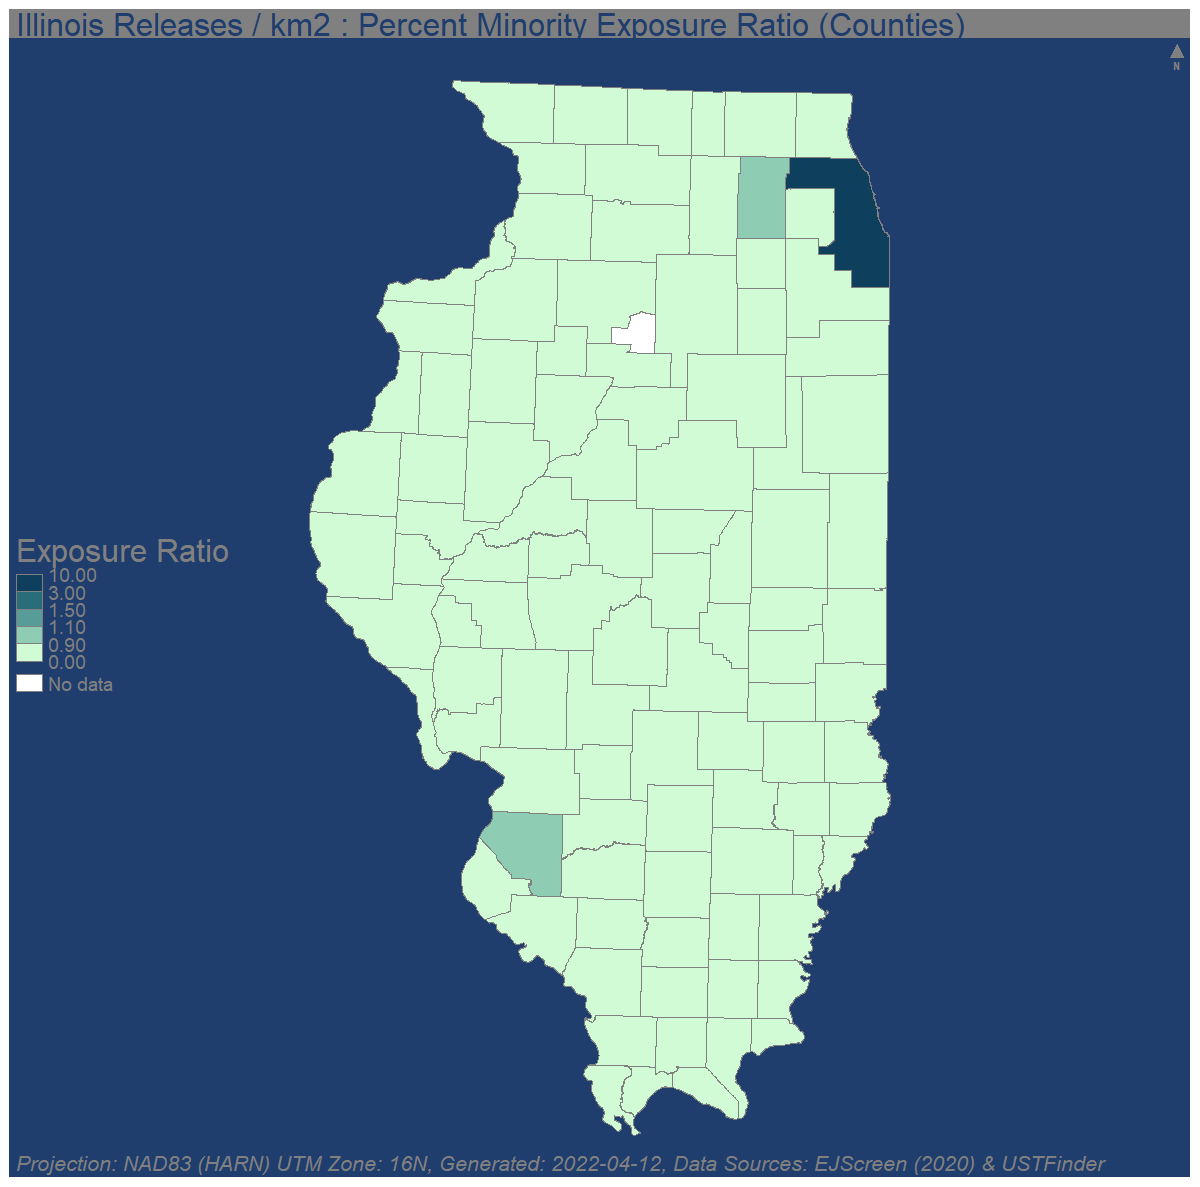 Illinois Releases / km2 : Percent Minority Exposure Ratio (Counties)
N
Exposure Ratio
10.00
3.00
1.50
1.10
0.90
0.00
No data
Projection: NAD83 (HARN) UTM Zone: 16N, Generated: 2022-04-12, Data Sources: EJScreen (2020) & USTFinder